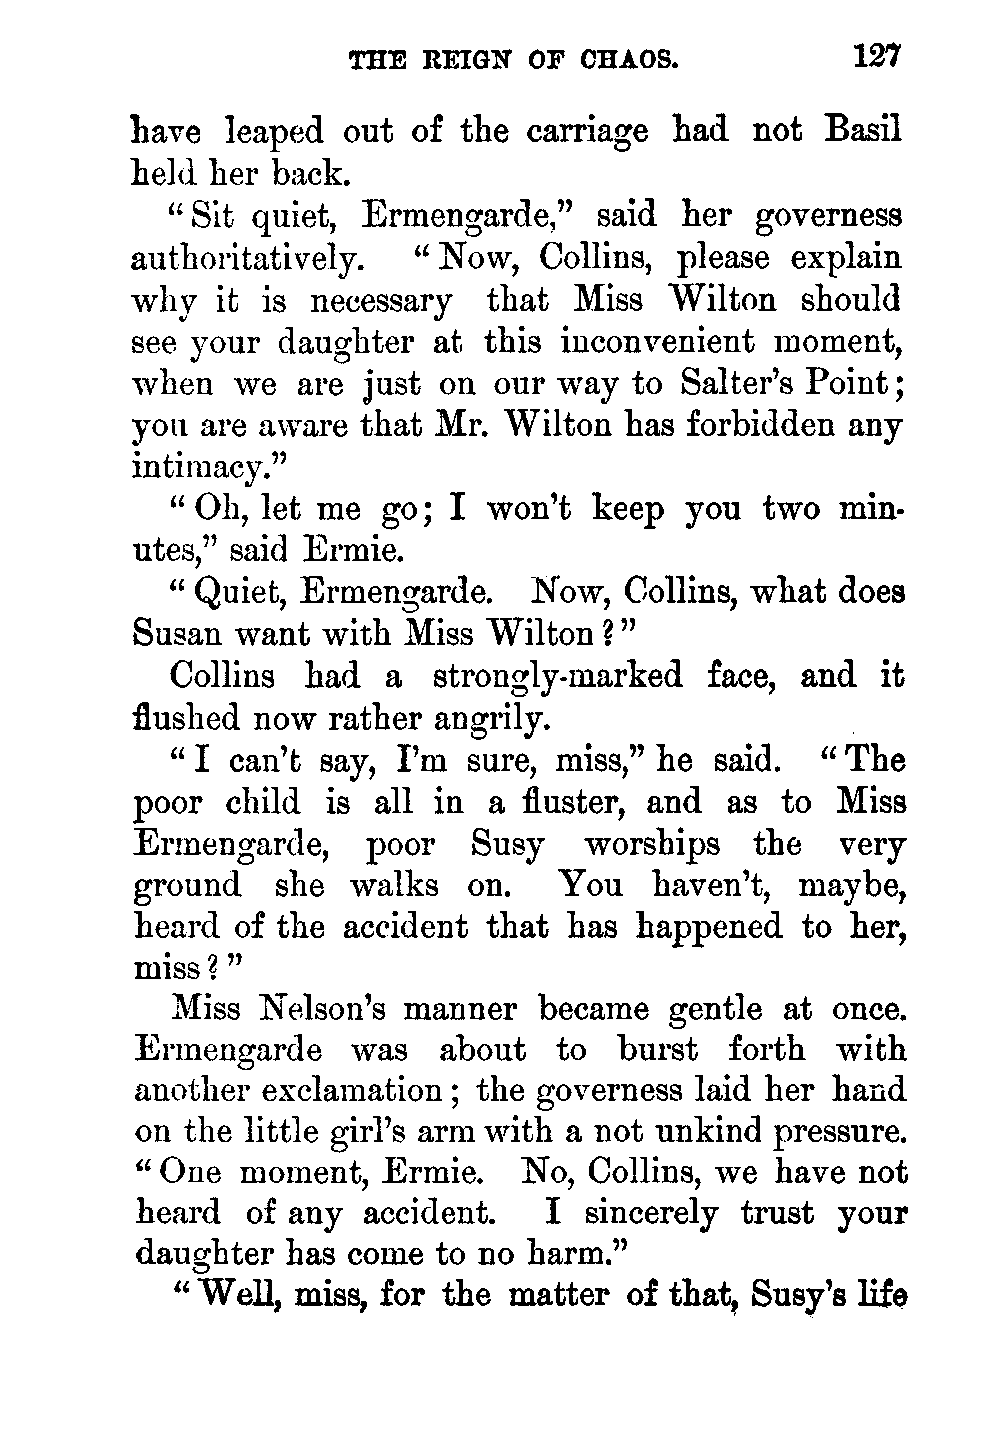 THE REIGN OF CHAOS. 127
have leaped out of the carriage had not Basil
held her back.
“Sit quiet, Ermengarde,” said her governess
authoritatively. “Now, Collins, please explain
why it is necessary that Miss Wilton should
see your daughter at this inconvenient moment,
when we are just on our way to Salter’s Point;
you are aware that Mr. Wilton has forbidden any
intimacy.”
“Oh, let me go; I won’t keep you two min-
utes,” said Ermie.
“Quiet, Ermengarde. Now, Collins, what does
Susan want with Miss Wilton?”
Collins had a strongly-marked face, and it
flushed now rather angrily.
“I can’t say, I’m sure, miss,” he said. “The
poor child is all in a fluster, and as to Miss
Ermengarde, poor Susy worships the very
ground she walks on. You haven’t, maybe,
heard of the accident that has happened to her,
miss?”
Miss Nelson’s manner became gentle at once.
Ermengarde was about to burst forth with
another exclamation; the governess laid her hand
on the little girl’s arm with a not unkind pressure.
“One moment, Ermie. No, Collins, we have not
heard of any accident. I sincerely trust your
daughter has come to no harm.”
“Well, miss, for the matter of that, Susy’s life